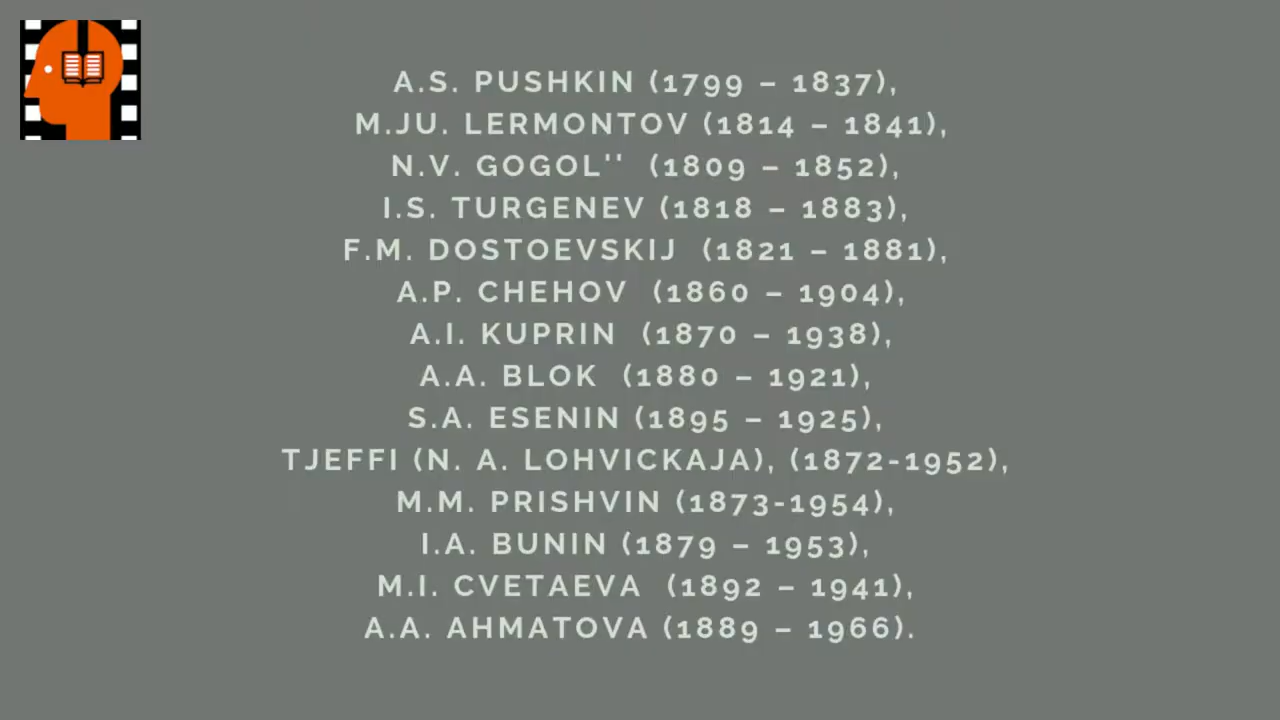 A.S. PUSHKIN (1799 – 1837),
M.JU. LERMONTOV (1814 – 1841),
N.V. GOGOL'' (1809 – 1852),
I.S. TURGENEV (1818 – 1883),
F.M. DOSTOEVSKIJ (1821 – 1881),
A.P. CHEHOV (1860 – 1904),
A.I. KUPRIN (1870 – 1938),
A.A. BLOK (1880 – 1921),
S.A. ESENIN (1895 – 1925),
TJEFFI (N. A. LOHVICKAJA), (1872-1952),
M.M. PRISHVIN (1873-1954),
I.A. BUNIN (1879 – 1953),
M.I. CVETAEVA (1892 – 1941),
A.A. AHMATOVA (1889 – 1966).